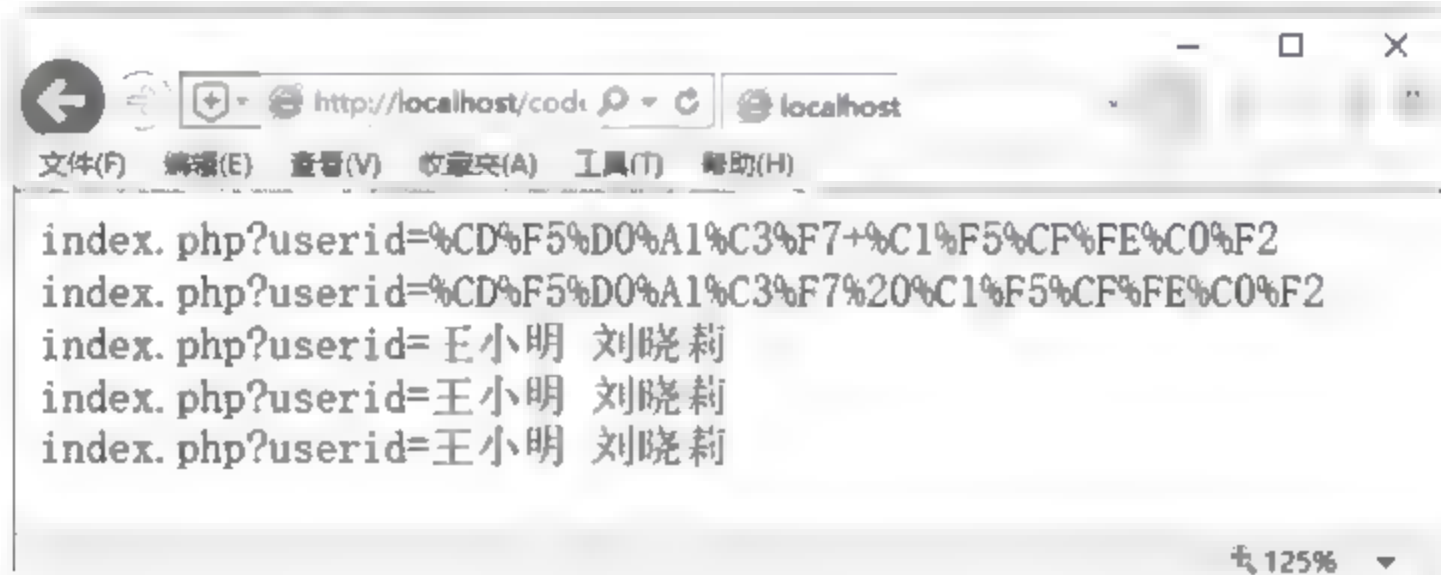 http://localhost/cod
localhost
文件(F) 编辑(E) 查看(V) 收藏夹(A) 工具(T) 帮助(H)
index.php?userid=%CD%F5%D0%A1%C3%F7+%C1%F5%CF%FE%C0%F2
index.php?userid=%CD%F5%D0%A1%C3%F7%20%C1%F5%CF%FE%C0%F2
index.php?userid=王小明 刘晓莉
index.php?userid=王小明 刘晓莉
index.php?userid=王小明 刘晓莉
125%